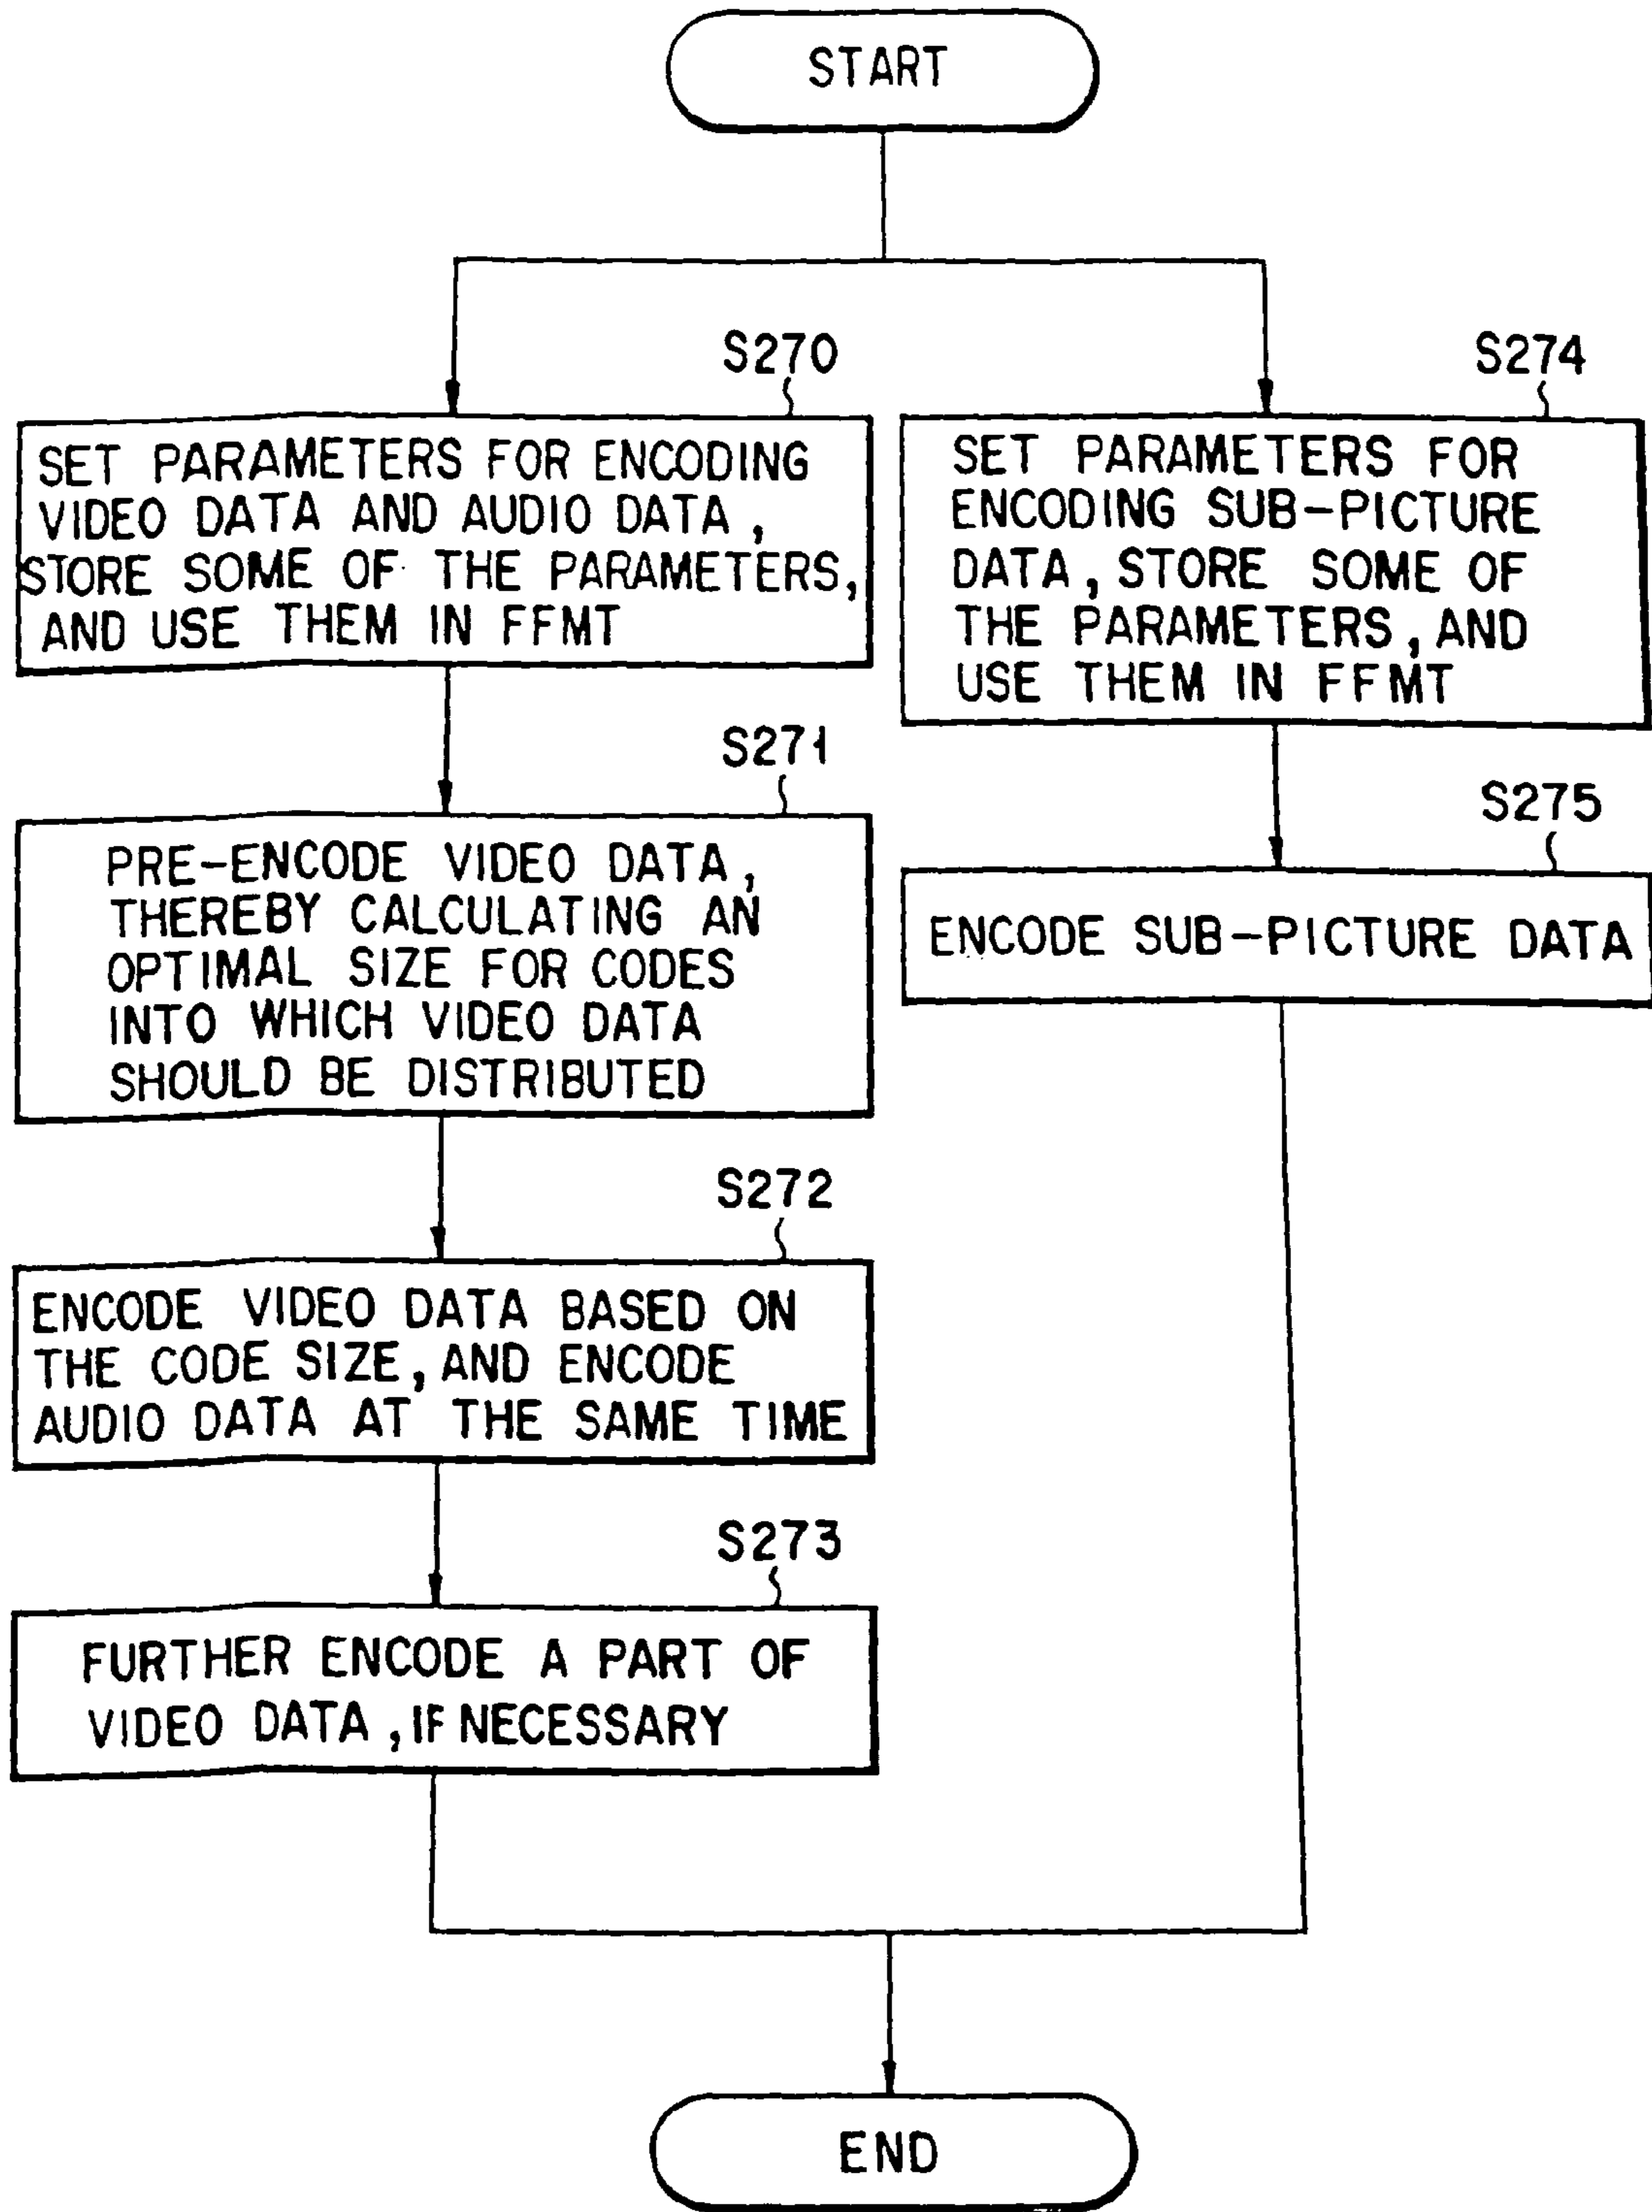 START
S270
SET PARAMETERS FOR ENCODING
VIDEO DATA AND AUDIO DATA,
STORE SOME OF THE PARAMETERS,
AND USE THEM IN FFMT
S271
PRE-ENCODE VIDEO DATA,
THEREBY CALCULATING AN
OPTIMAL SIZE FOR CODES
INTO WHICH VIDEO DATA
SHOULD BE DISTRIBUTED
S272
ENCODE VIDEO DATA BASED ON
THE CODE SIZE, AND ENCODE
AUDIO DATA AT THE SAME TIME
S273
FURTHER ENCODE A PART OF
VIDEO DATA, IF NECESSARY
S274
SET PARAMETERS FOR
ENCODING SUB-PICTURE
DATA, STORE SOME OF
THE PARAMETERS, AND
USE THEM IN FFMT
S275
ENCODE SUB-PICTURE DATA
END